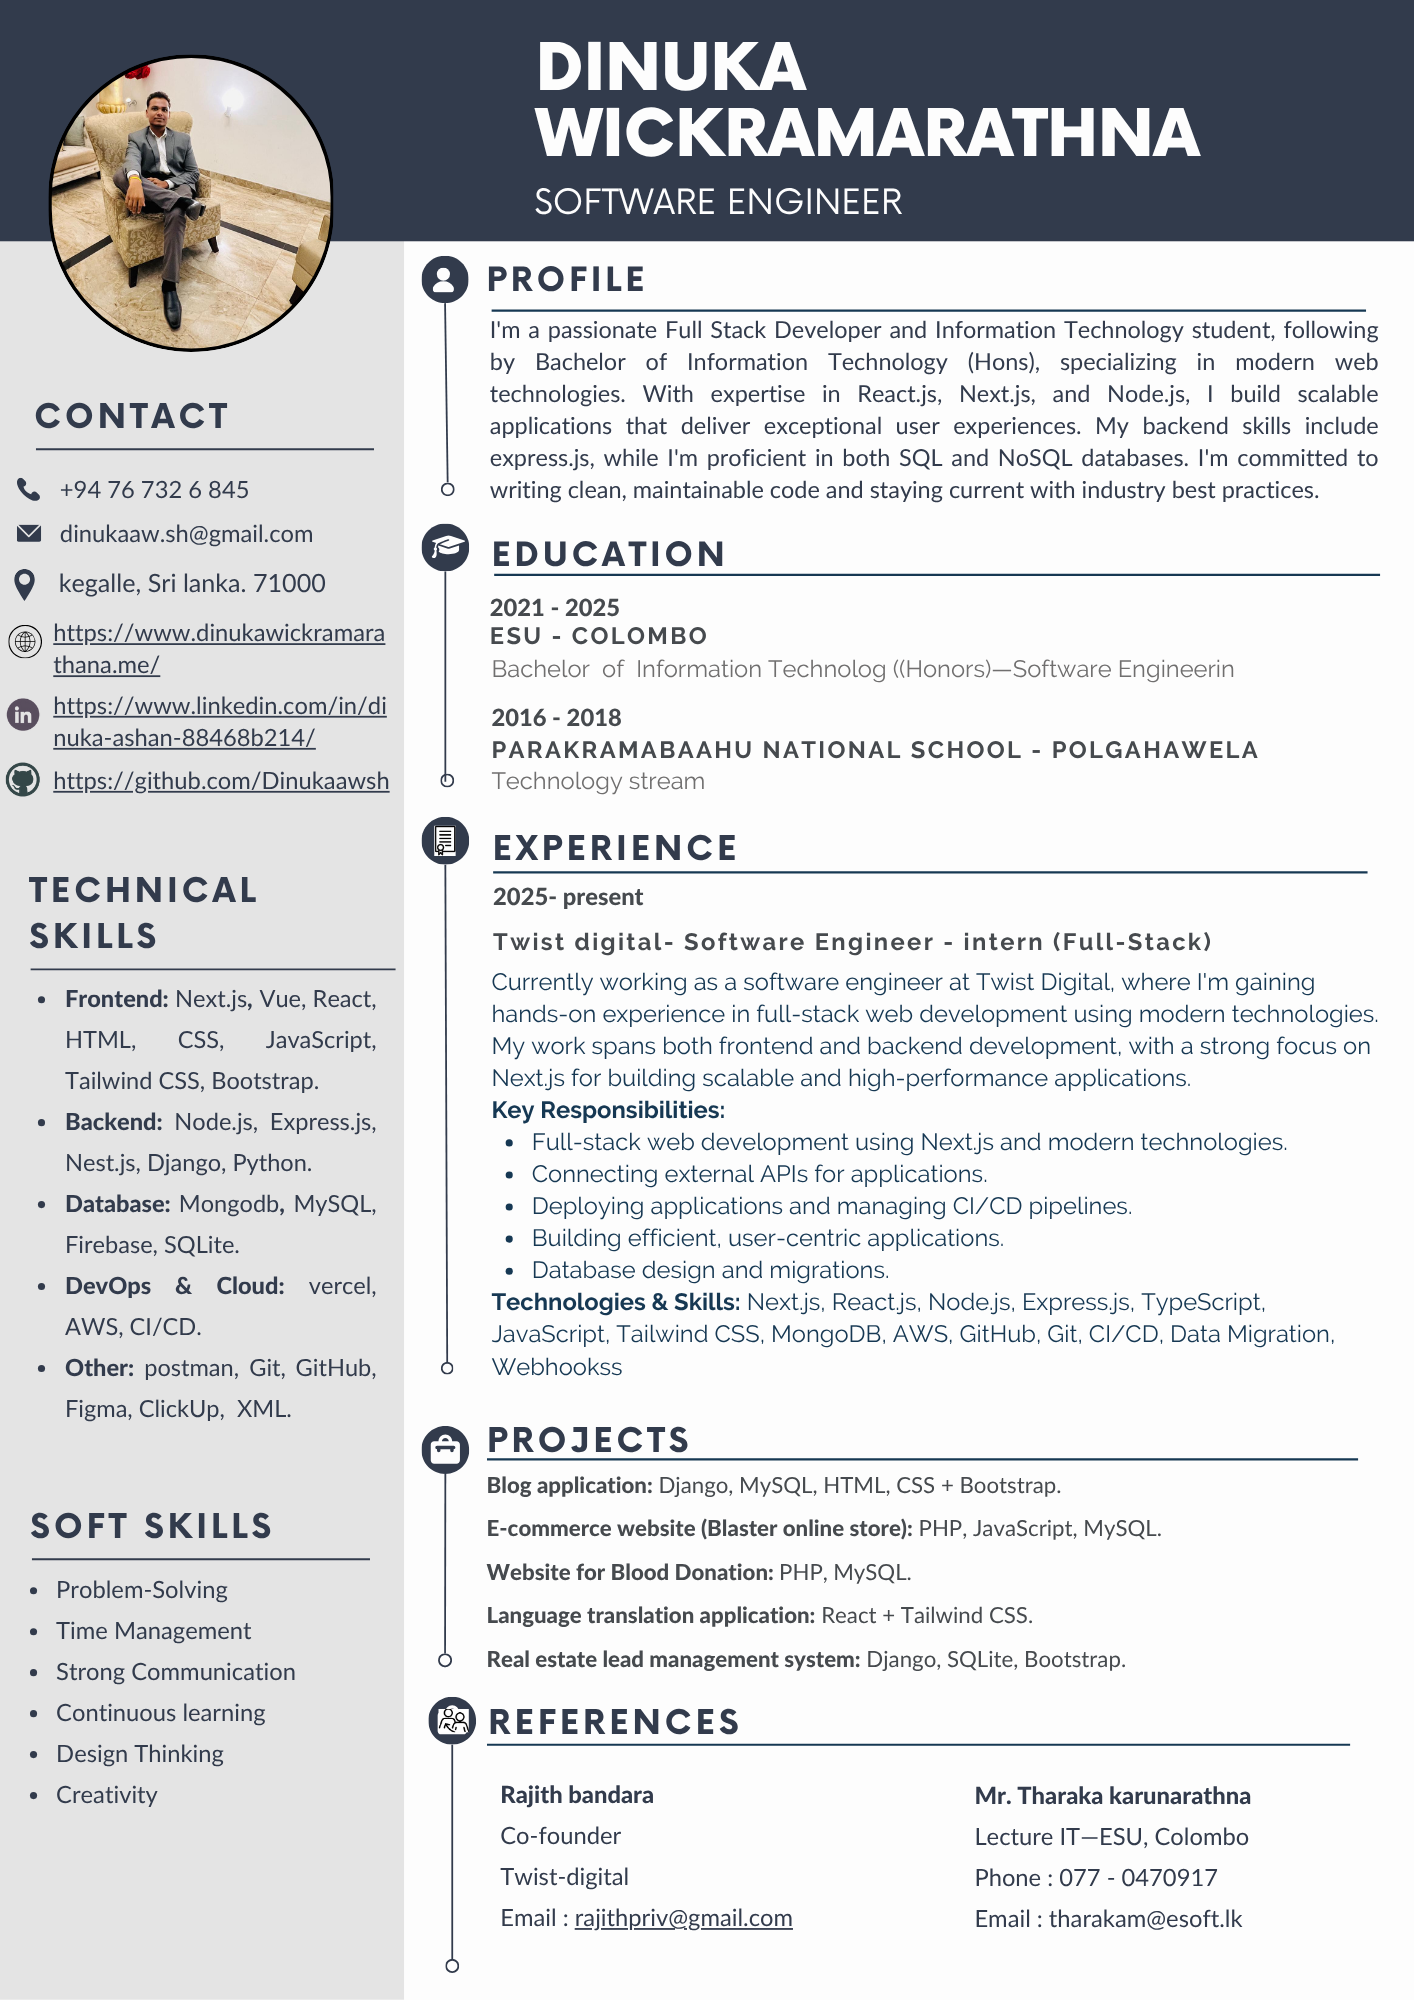 DINUKA
WICKRAMARATHNA
SOFTWARE ENGINEER
CONTACT
+94 76 732 6 845
dinukaaw.sh@gmail.com
kegalle, Sri lanka. 71000
https://www.dinukawickramara
thana.me/
https://www.linkedin.com/in/di
nuka-ashan-88468b214/
https://github.com/Dinukaawsh
TECHNICAL
SKILLS
• Frontend: Next.js, Vue, React,
HTML, CSS, JavaScript,
Tailwind CSS, Bootstrap.
• Backend: Node.js, Express.js,
Nest.js, Django, Python.
• Database: Mongodb, MySQL,
Firebase, SQLite.
• DevOps & Cloud: vercel,
AWS, CI/CD.
• Other: postman, Git, GitHub,
Figma, ClickUp, XML.
SOFT SKILLS
• Problem-Solving
• Time Management
• Strong Communication
• Continuous learning
• Design Thinking
• Creativity
PROFILE
I'm a passionate Full Stack Developer and Information Technology student, following
by Bachelor of Information Technology (Hons), specializing in modern web
technologies. With expertise in React.js, Next.js, and Node.js, I build scalable
applications that deliver exceptional user experiences. My backend skills include
express.js, while I'm proficient in both SQL and NoSQL databases. I'm committed to
writing clean, maintainable code and staying current with industry best practices.
EDUCATION
2021 - 2025
ESU - COLOMBO
Bachelor of Information Technolog ((Honors)—Software Engineerin
2016 - 2018
PARAKRAMABAAHU NATIONAL SCHOOL - POLGAHAWELA
Technology stream
EXPERIENCE
2025- present
Twist digital- Software Engineer - intern (Full-Stack)
Currently working as a software engineer at Twist Digital, where I'm gaining
hands-on experience in full-stack web development using modern technologies.
My work spans both frontend and backend development, with a strong focus on
Next.js for building scalable and high-performance applications.
Key Responsibilities:
• Full-stack web development using Next.js and modern technologies.
• Connecting external APIs for applications.
• Deploying applications and managing CI/CD pipelines.
• Building efficient, user-centric applications.
• Database design and migrations.
Technologies & Skills: Next.js, React.js, Node.js, Express.js, TypeScript,
JavaScript, Tailwind CSS, MongoDB, AWS, GitHub, Git, CI/CD, Data Migration,
Webhookss
PROJECTS
Blog application: Django, MySQL, HTML, CSS + Bootstrap.
E-commerce website (Blaster online store): PHP, JavaScript, MySQL.
Website for Blood Donation: PHP, MySQL.
Language translation application: React + Tailwind CSS.
Real estate lead management system: Django, SQLite, Bootstrap.
REFERENCES
Rajith bandara
Co-founder
Twist-digital
Email : rajithpriv@gmail.com
Mr. Tharaka karunarathna
Lecture IT—ESU, Colombo
Phone : 077 - 0470917
Email : tharakam@esoft.lk